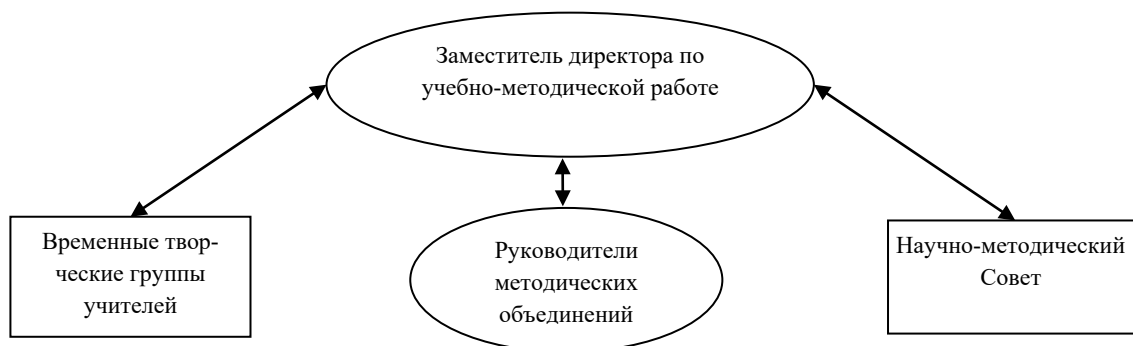 Заместитель директора по
учебно-методической работе
Временные твор-
ческие группы
учителей
Руководители
методических
объединений
Научно-методический
Совет